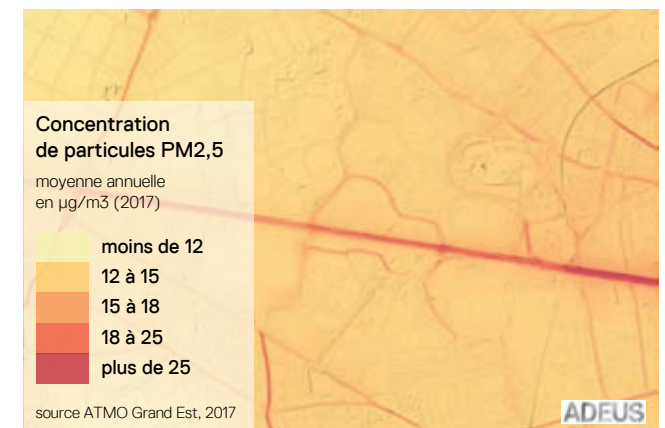 Concentration
de particules PM2,5
moyenne annuelle
en µg/m3 (2017)
moins de 12
12 à 15
15 à 18
18 à 25
plus de 25
source ATMO Grand Est, 2017
ADEUS